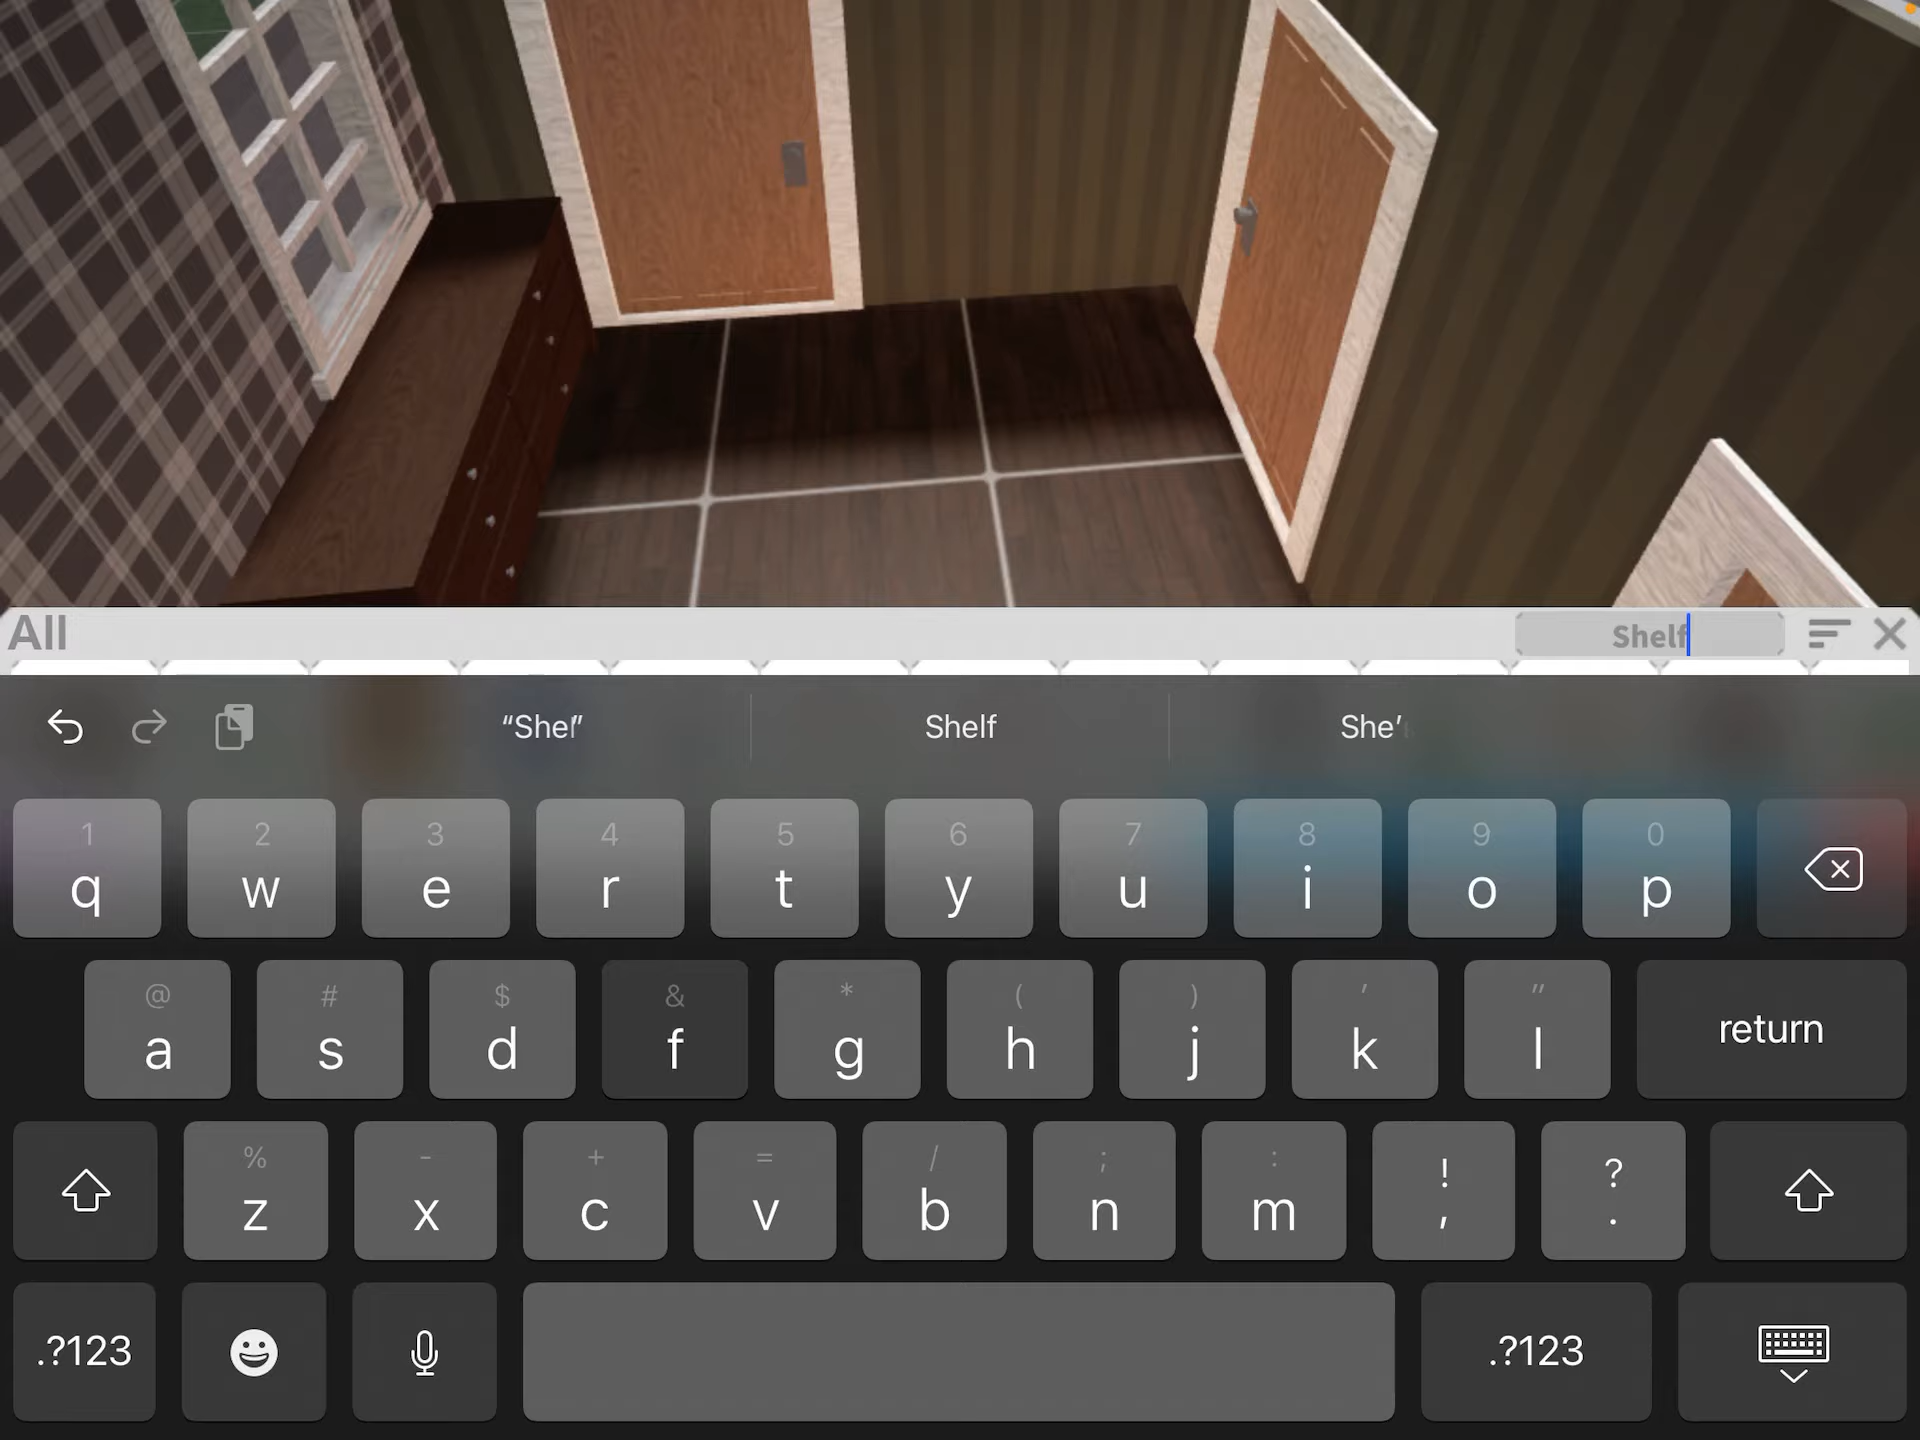 All
Shelf
“Shel” Shelf She’
1 2 3 4 5 6 7 8 9 0
q w e r t y u i o p
@ # $ & * ( ) ' "
a s d f g h j k l return
% - + = / ; : ! ?
z x c v b n m , .
.?123 .?123